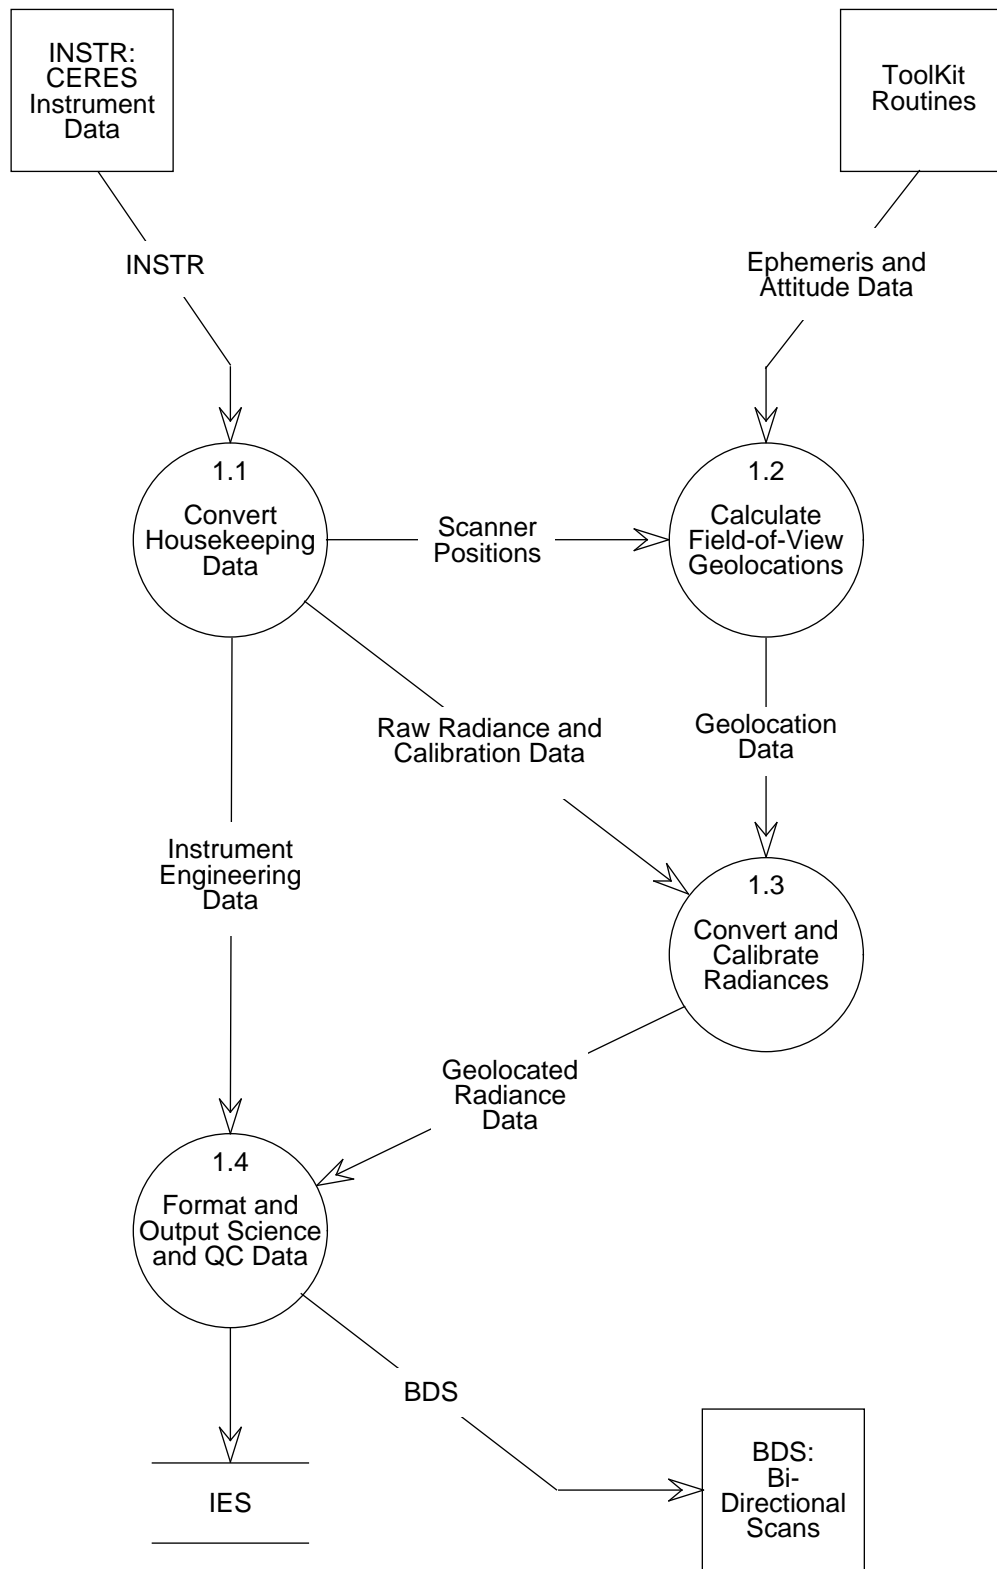 INSTR:
CERES
Instrument
Data
ToolKit
Routines
INSTR
Ephemeris and
Attitude Data
1.1
Convert
Housekeeping
Data
Scanner
Positions
1.2
Calculate
Field-of-View
Geolocations
Raw Radiance and
Calibration Data
Geolocation
Data
Instrument
Engineering
Data
1.3
Convert and
Calibrate
Radiances
Geolocated
Radiance
Data
1.4
Format and
Output Science
and QC Data
BDS
IES
BDS:
Bi-
Directional
Scans